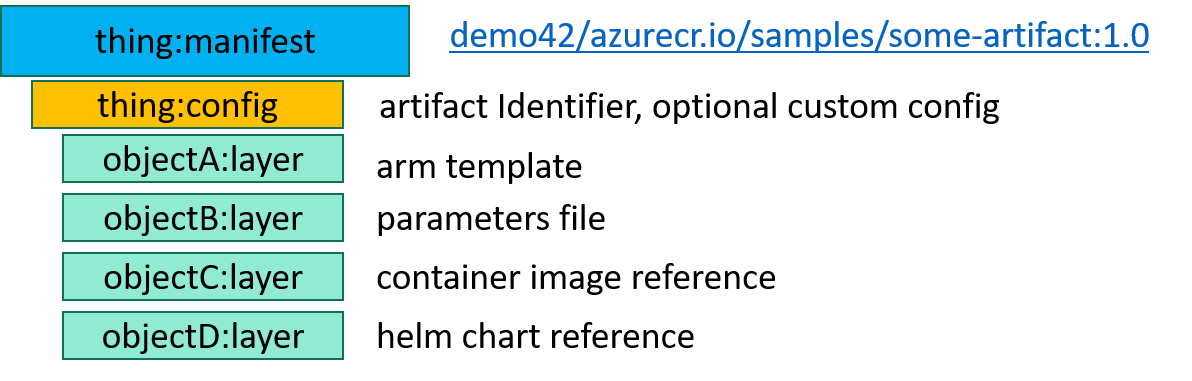 thing:manifest demo42/azurecr.io/samples/some-artifact:1.0
thing:config artifact Identifier, optional custom config
objectA:layer arm template
objectB:layer parameters file
objectC:layer container image reference
objectD:layer helm chart reference